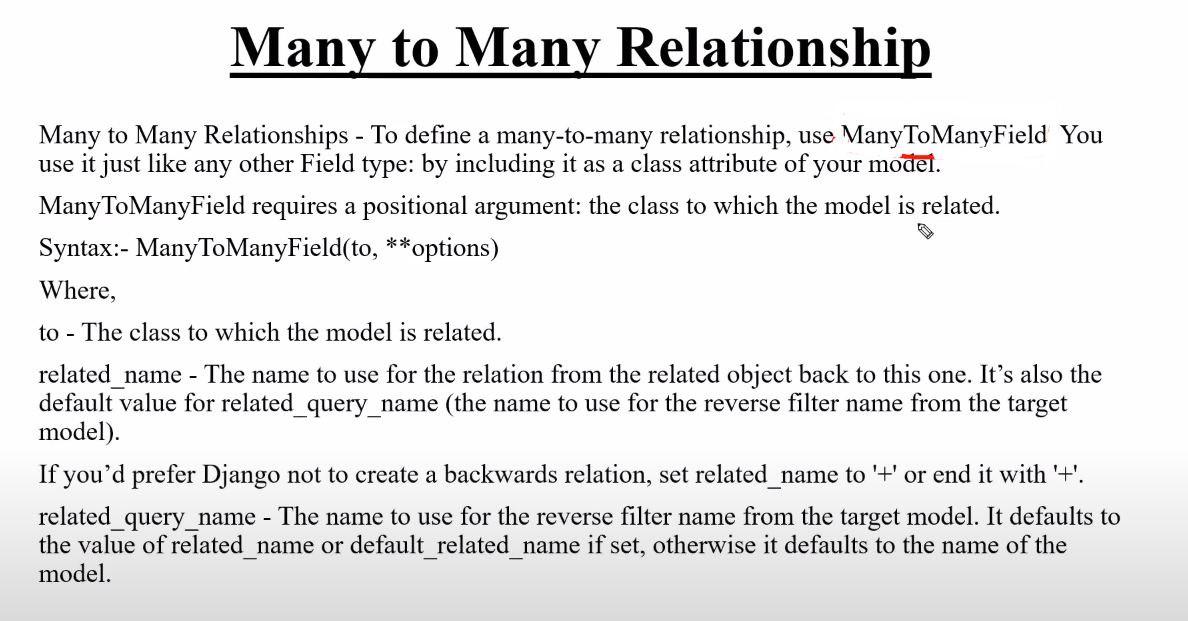 Many to Many Relationship
Many to Many Relationships - To define a many-to-many relationship, use ManyToManyField You
use it just like any other Field type: by including it as a class attribute of your model.
ManyToManyField requires a positional argument: the class to which the model is related.
Syntax:- ManyToManyField(to, **options)
Where,
to - The class to which the model is related.
related_name - The name to use for the relation from the related object back to this one. It’s also the
default value for related_query_name (the name to use for the reverse filter name from the target
model).
If you’d prefer Django not to create a backwards relation, set related_name to '+' or end it with '+'.
related_query_name - The name to use for the reverse filter name from the target model. It defaults to
the value of related_name or default_related_name if set, otherwise it defaults to the name of the
model.